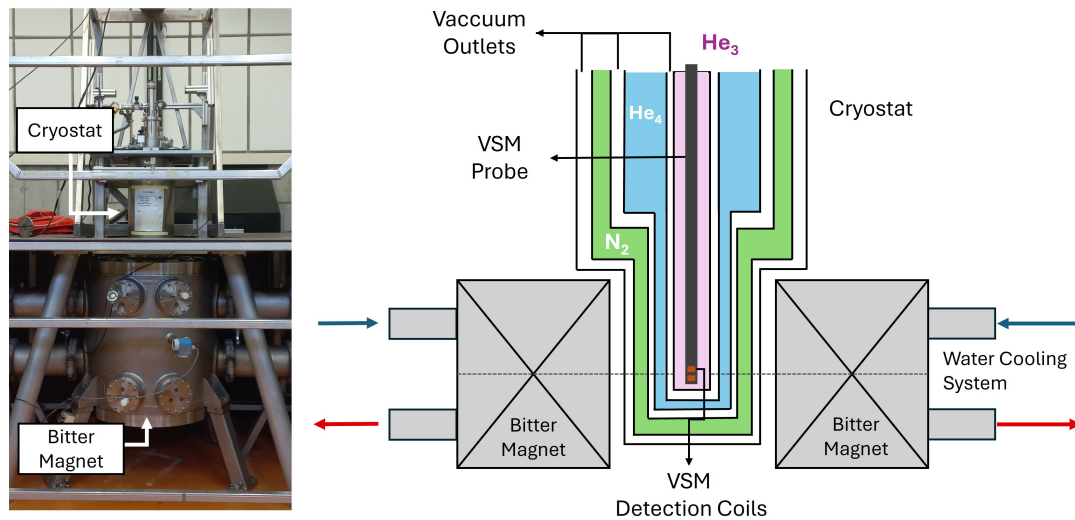 Cryostat
Bitter
Magnet
Vaccuum
Outlets
He3
He4
Cryostat
VSM
Probe
N2
Water Cooling
System
Bitter
Magnet
Bitter
Magnet
VSM
Detection Coils